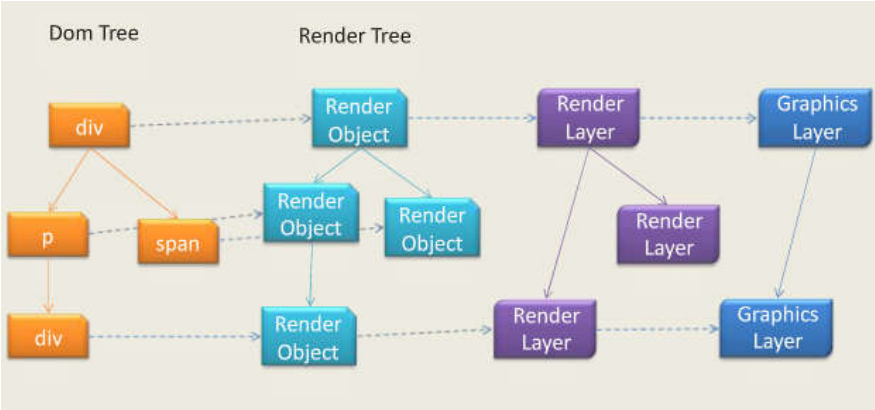 Dom Tree
Render Tree
div
Render
Object
Render
Layer
Graphics
Layer
p
span
Render
Object
Render
Object
Render
Layer
div
Render
Object
Render
Layer
Graphics
Layer